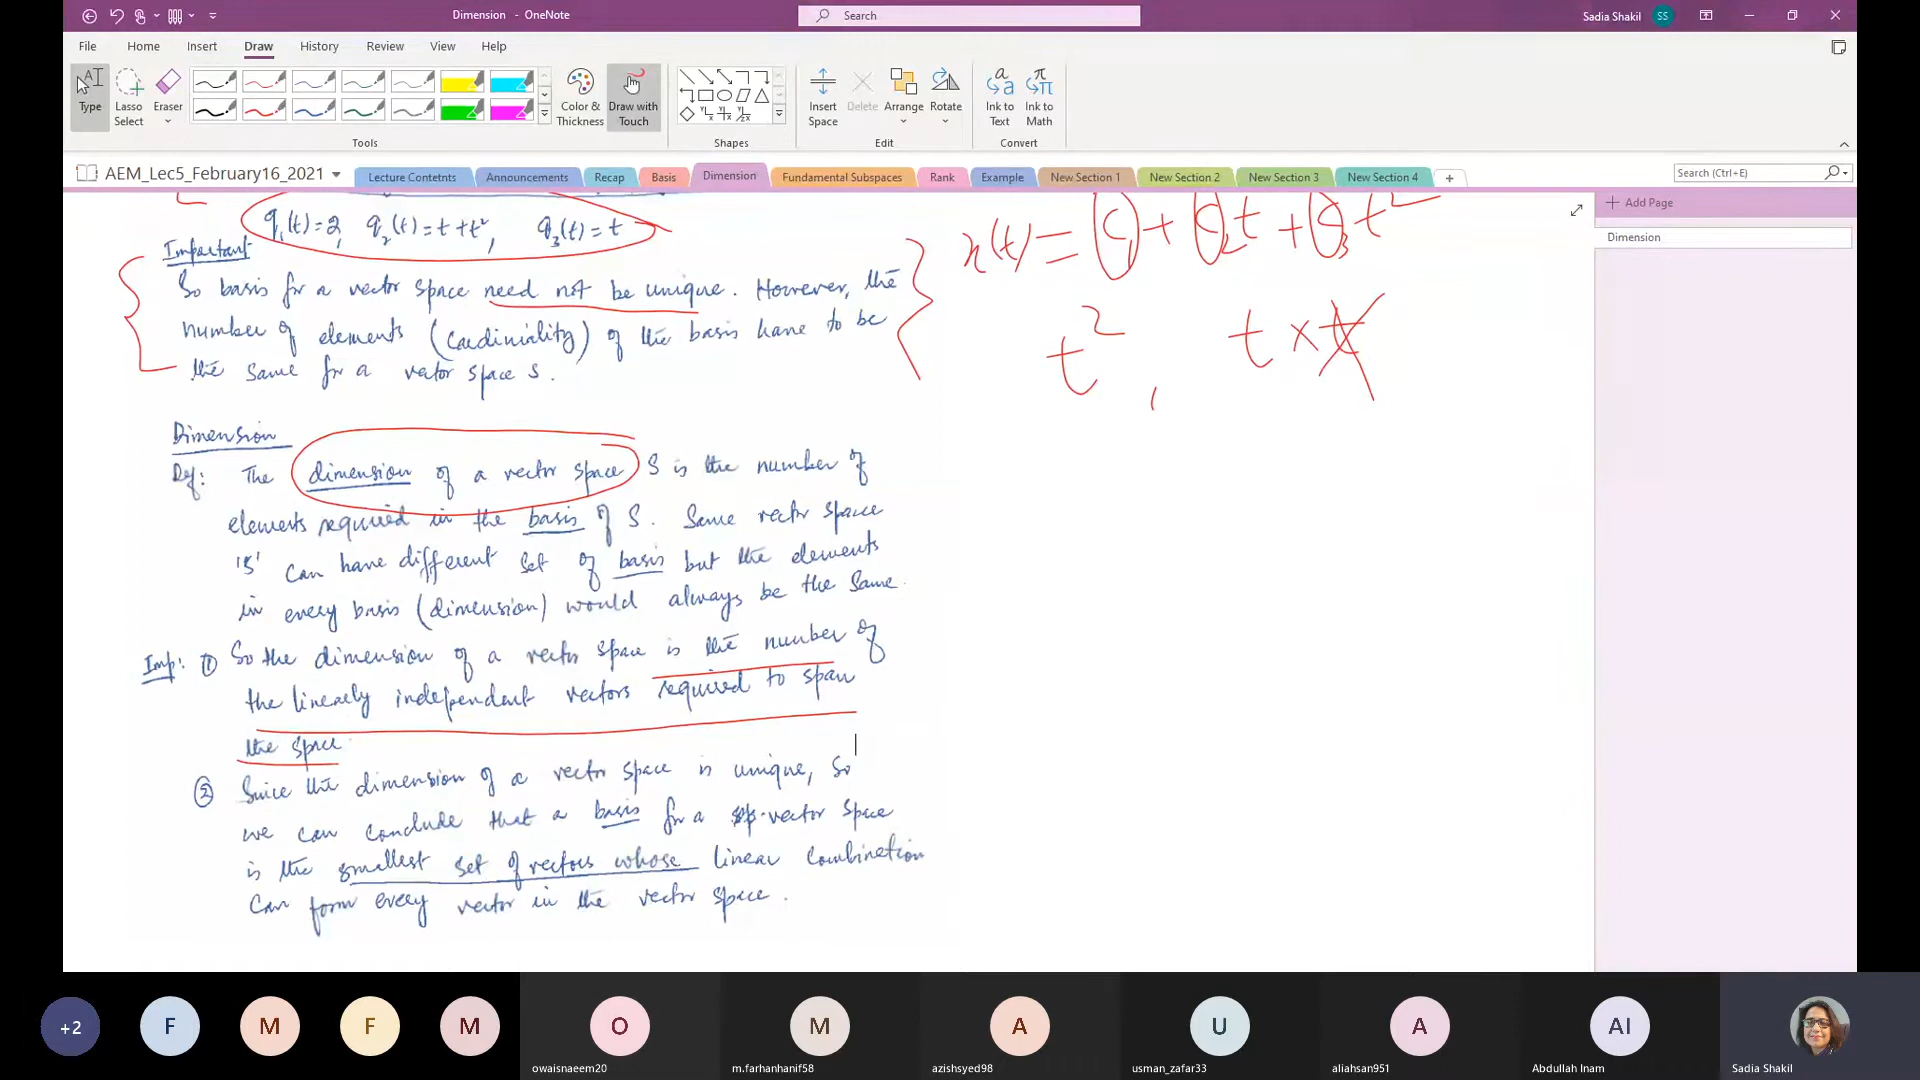 Dimension - OneNote
Search
Sadia Shakil
SS
File Home Insert Draw History Review View Help
Type
Lasso Select
Eraser
Color & Thickness
Draw with Touch
Insert Space
Delete
Arrange
Rotate
Ink to Text
Ink to Math
Tools
Shapes
Edit
Convert
AEM_Lec5_February16_2021
Lecture Contetnts Announcements Recap Basis Dimension Fundamental Subspaces Rank Example New Section 1 New Section 2 New Section 3 New Section 4
Search (Ctrl+E)
Add Page
Dimension
q₁(t)=2, q₂(t)=t+t², q₃(t)=t
Important
So basis for a vector space need not be unique. However, the
number of elements (cardiniality) of the basis have to be
the same for a vector space S.
x(t) = c₁ + c₂t + c₃t²
t², t × t
Dimension
Def: The dimension of a vector space S is the number of
elements required in the basis of S. Same vector space
'S' can have different set of basis but the elements
in every basis (dimension) would always be the same.
Imp: ① So the dimension of a vector space is the number of
the linearly independent vectors required to span
the space.
② Since the dimension of a vector space is unique, so
we can conclude that a basis for a vector space
is the smallest set of vectors whose linear combination
can form every vector in the vector space.
+2 F M F M O M A U A AI
owaisnaeem20
m.farhanhanif58
azishsyed98
usman_zafar33
aliahsan951
Abdullah Inam
Sadia Shakil